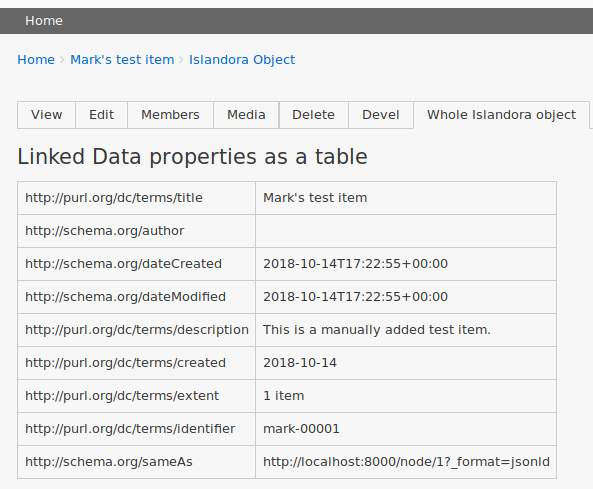 Home
Home › Mark's test item › Islandora Object
View Edit Members Media Delete Devel Whole Islandora object
Linked Data properties as a table
http://purl.org/dc/terms/title Mark's test item
http://schema.org/author
http://schema.org/dateCreated 2018-10-14T17:22:55+00:00
http://schema.org/dateModified 2018-10-14T17:22:55+00:00
http://purl.org/dc/terms/description This is a manually added test item.
http://purl.org/dc/terms/created 2018-10-14
http://purl.org/dc/terms/extent 1 item
http://purl.org/dc/terms/identifier mark-00001
http://schema.org/sameAs http://localhost:8000/node/1?_format=jsonld